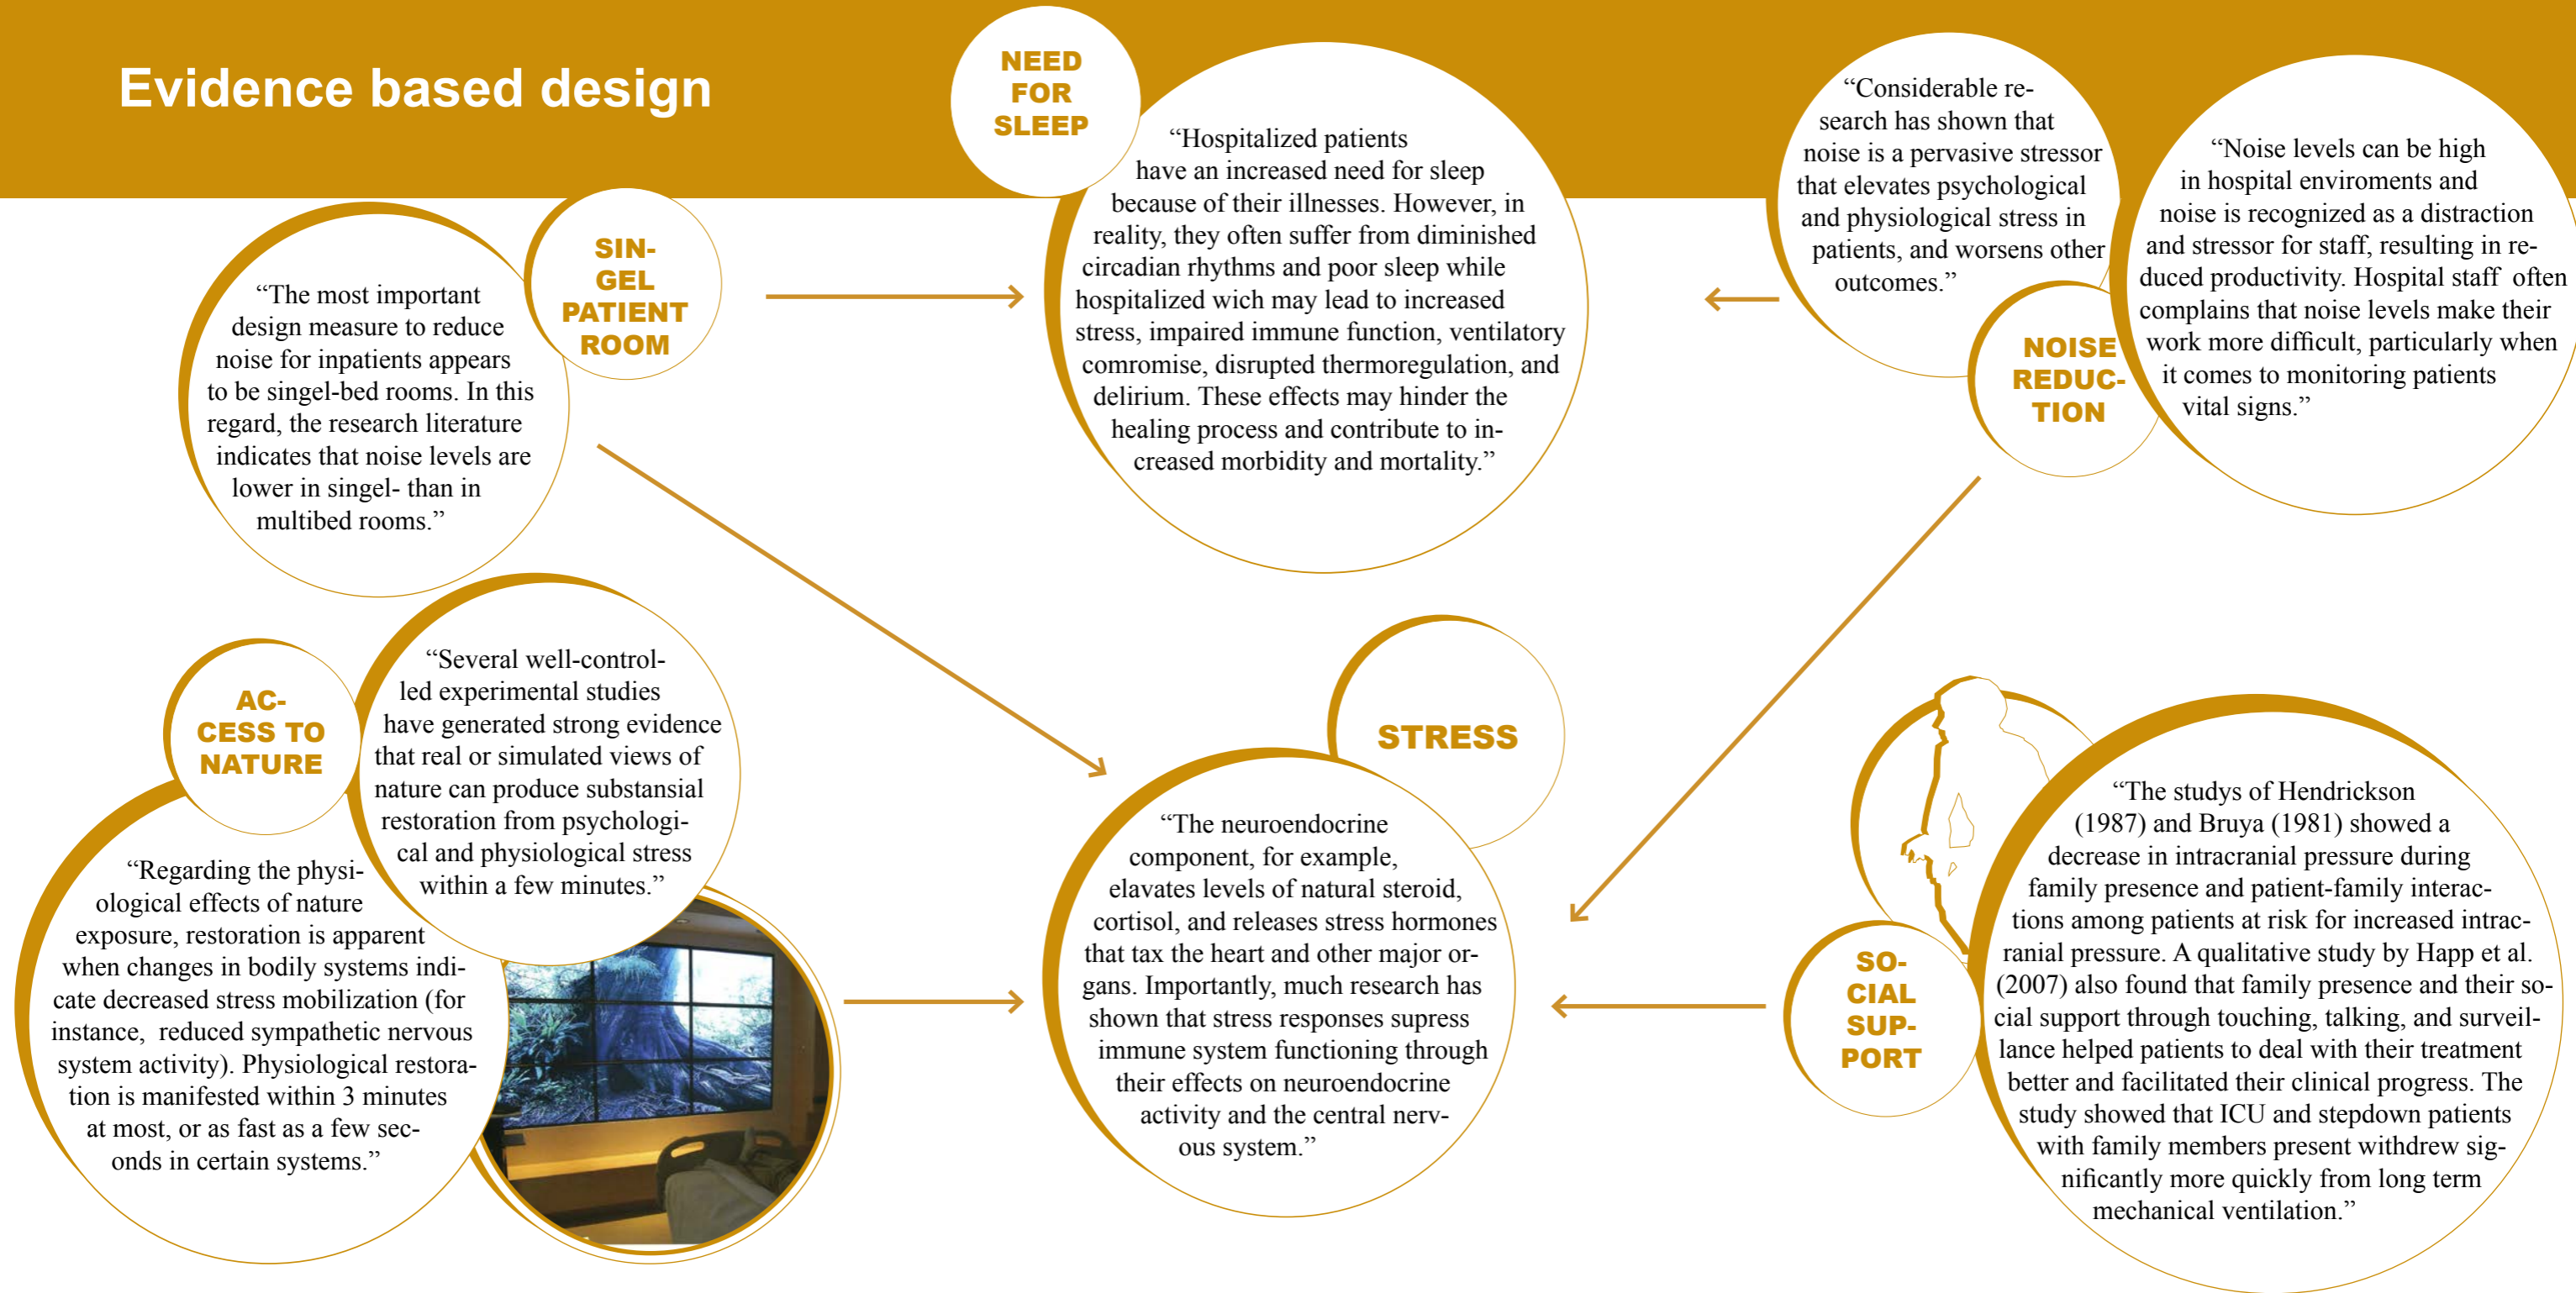 Evidence based design
NEED
FOR
SLEEP
“Hospitalized patients
have an increased need for sleep
because of their illnesses. However, in
reality, they often suffer from diminished
circadian rhythms and poor sleep while
hospitalized wich may lead to increased
stress, impaired immune function, ventilatory
comromise, disrupted thermoregulation, and
delirium. These effects may hinder the
healing process and contribute to in-
creased morbidity and mortality.”
“Considerable re-
search has shown that
noise is a pervasive stressor
that elevates psychological
and physiological stress in
patients, and worsens other
outcomes.”
“Noise levels can be high
in hospital enviroments and
noise is recognized as a distraction
and stressor for staff, resulting in re-
duced productivity. Hospital staff often
complains that noise levels make their
work more difficult, particularly when
it comes to monitoring patients
vital signs.”
NOISE
REDUC-
TION
SIN-
GEL
PATIENT
ROOM
“The most important
design measure to reduce
noise for inpatients appears
to be singel-bed rooms. In this
regard, the research literature
indicates that noise levels are
lower in singel- than in
multibed rooms.”
AC-
CESS TO
NATURE
“Several well-control-
led experimental studies
have generated strong evidence
that real or simulated views of
nature can produce substansial
restoration from psychologi-
cal and physiological stress
within a few minutes.”
“Regarding the physi-
ological effects of nature
exposure, restoration is apparent
when changes in bodily systems indi-
cate decreased stress mobilization (for
instance, reduced sympathetic nervous
system activity). Physiological restora-
tion is manifested within 3 minutes
at most, or as fast as a few sec-
onds in certain systems.”
STRESS
“The neuroendocrine
component, for example,
elavates levels of natural steroid,
cortisol, and releases stress hormones
that tax the heart and other major or-
gans. Importantly, much research has
shown that stress responses supress
immune system functioning through
their effects on neuroendocrine
activity and the central nerv-
ous system.”
SO-
CIAL
SUP-
PORT
“The studys of Hendrickson
(1987) and Bruya (1981) showed a
decrease in intracranial pressure during
family presence and patient-family interac-
tions among patients at risk for increased intrac-
ranial pressure. A qualitative study by Happ et al.
(2007) also found that family presence and their so-
cial support through touching, talking, and surveil-
lance helped patients to deal with their treatment
better and facilitated their clinical progress. The
study showed that ICU and stepdown patients
with family members present withdrew sig-
nificantly more quickly from long term
mechanical ventilation.”